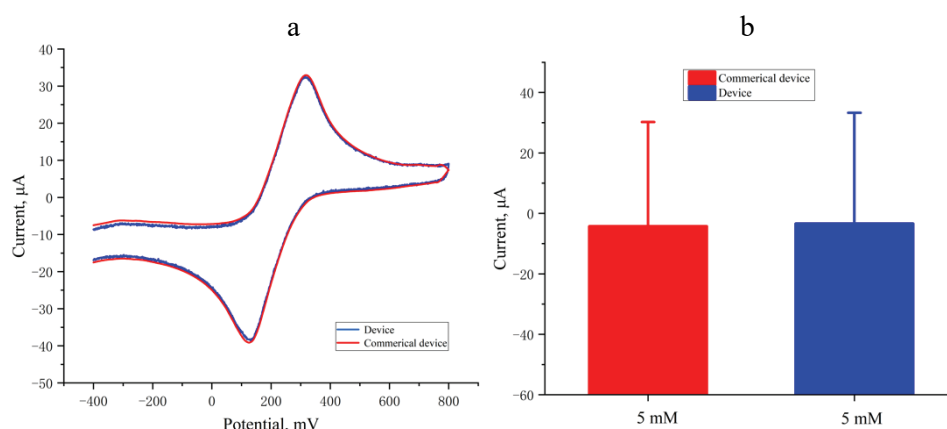 a
40
30
20
10
0
−10
−20
−30
−40
−50
Current, μA
−400
−200
0
200
400
600
800
Potential, mV
Device
Commerical device
b
40
20
0
−20
−40
−60
Current, μA
Commerical device
Device
5 mM
5 mM